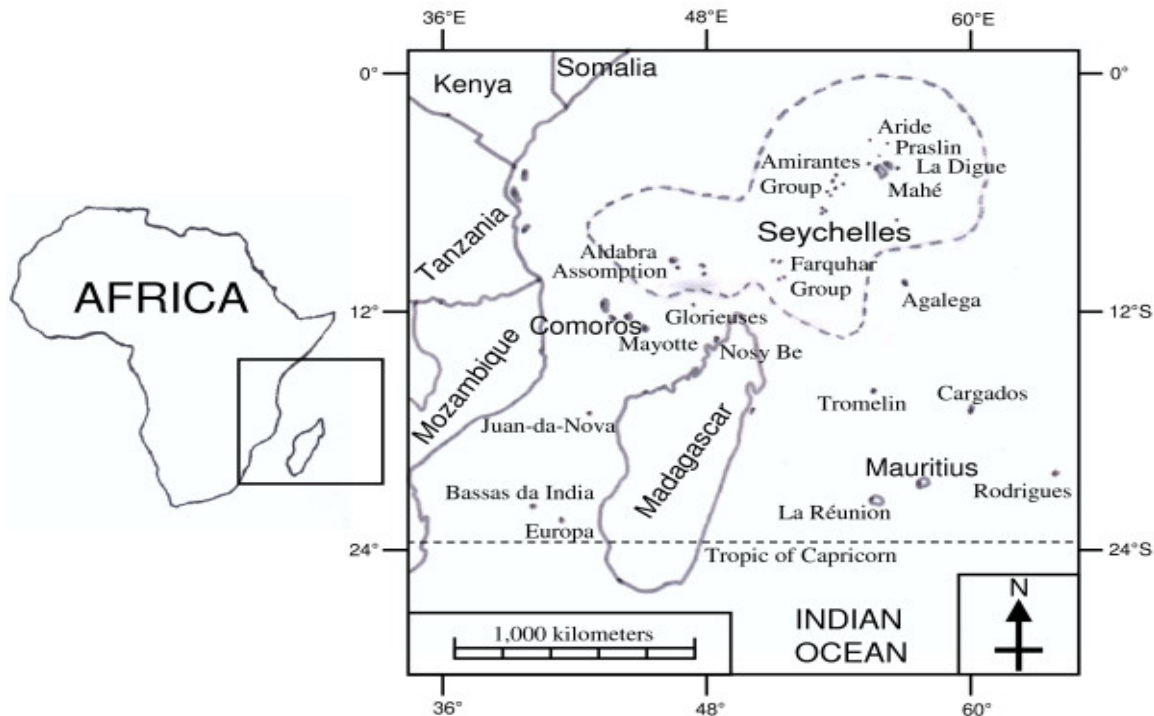 36°E
48°E
60°E
0°
0°
Somalia
Kenya
Aride
Praslin
La Digue
Amirantes
Group
Mahé
Seychelles
Tanzania
Aldabra
Assomption
Farquhar
Group
Agalega
AFRICA
12°
12°S
Glorieuses
Comoros
Mayotte
Nosy Be
Mozambique
Cargados
Tromelin
Juan-da-Nova
Madagascar
Mauritius
Bassas da India
Rodrigues
La Réunion
Europa
24°
24°S
Tropic of Capricorn
N
1,000 kilometers
INDIAN
OCEAN
36°
48°
60°